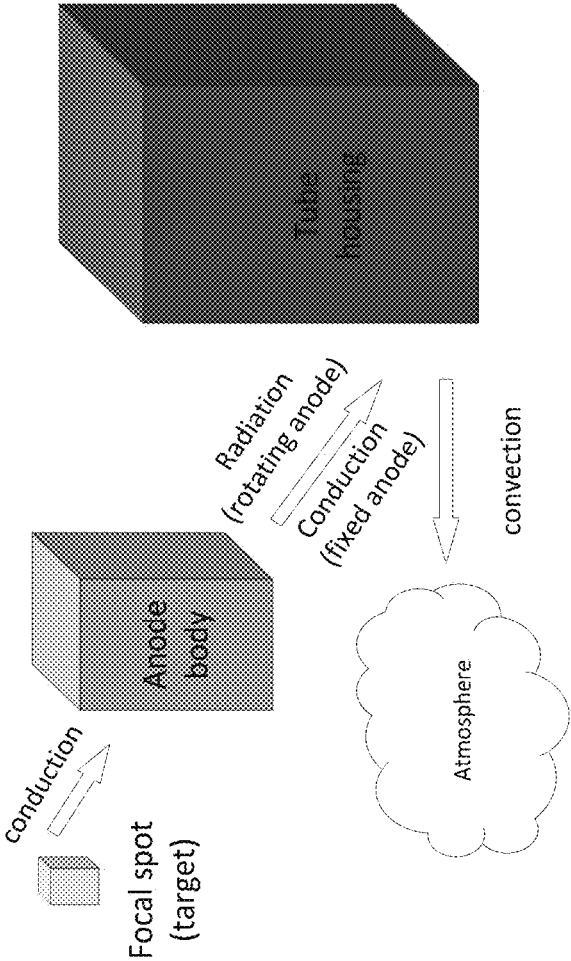 Focal spot
(target)
conduction
Anode
body
Radiation
(rotating anode)
Conduction
(fixed anode)
Tube
housing
convection
Atmosphere